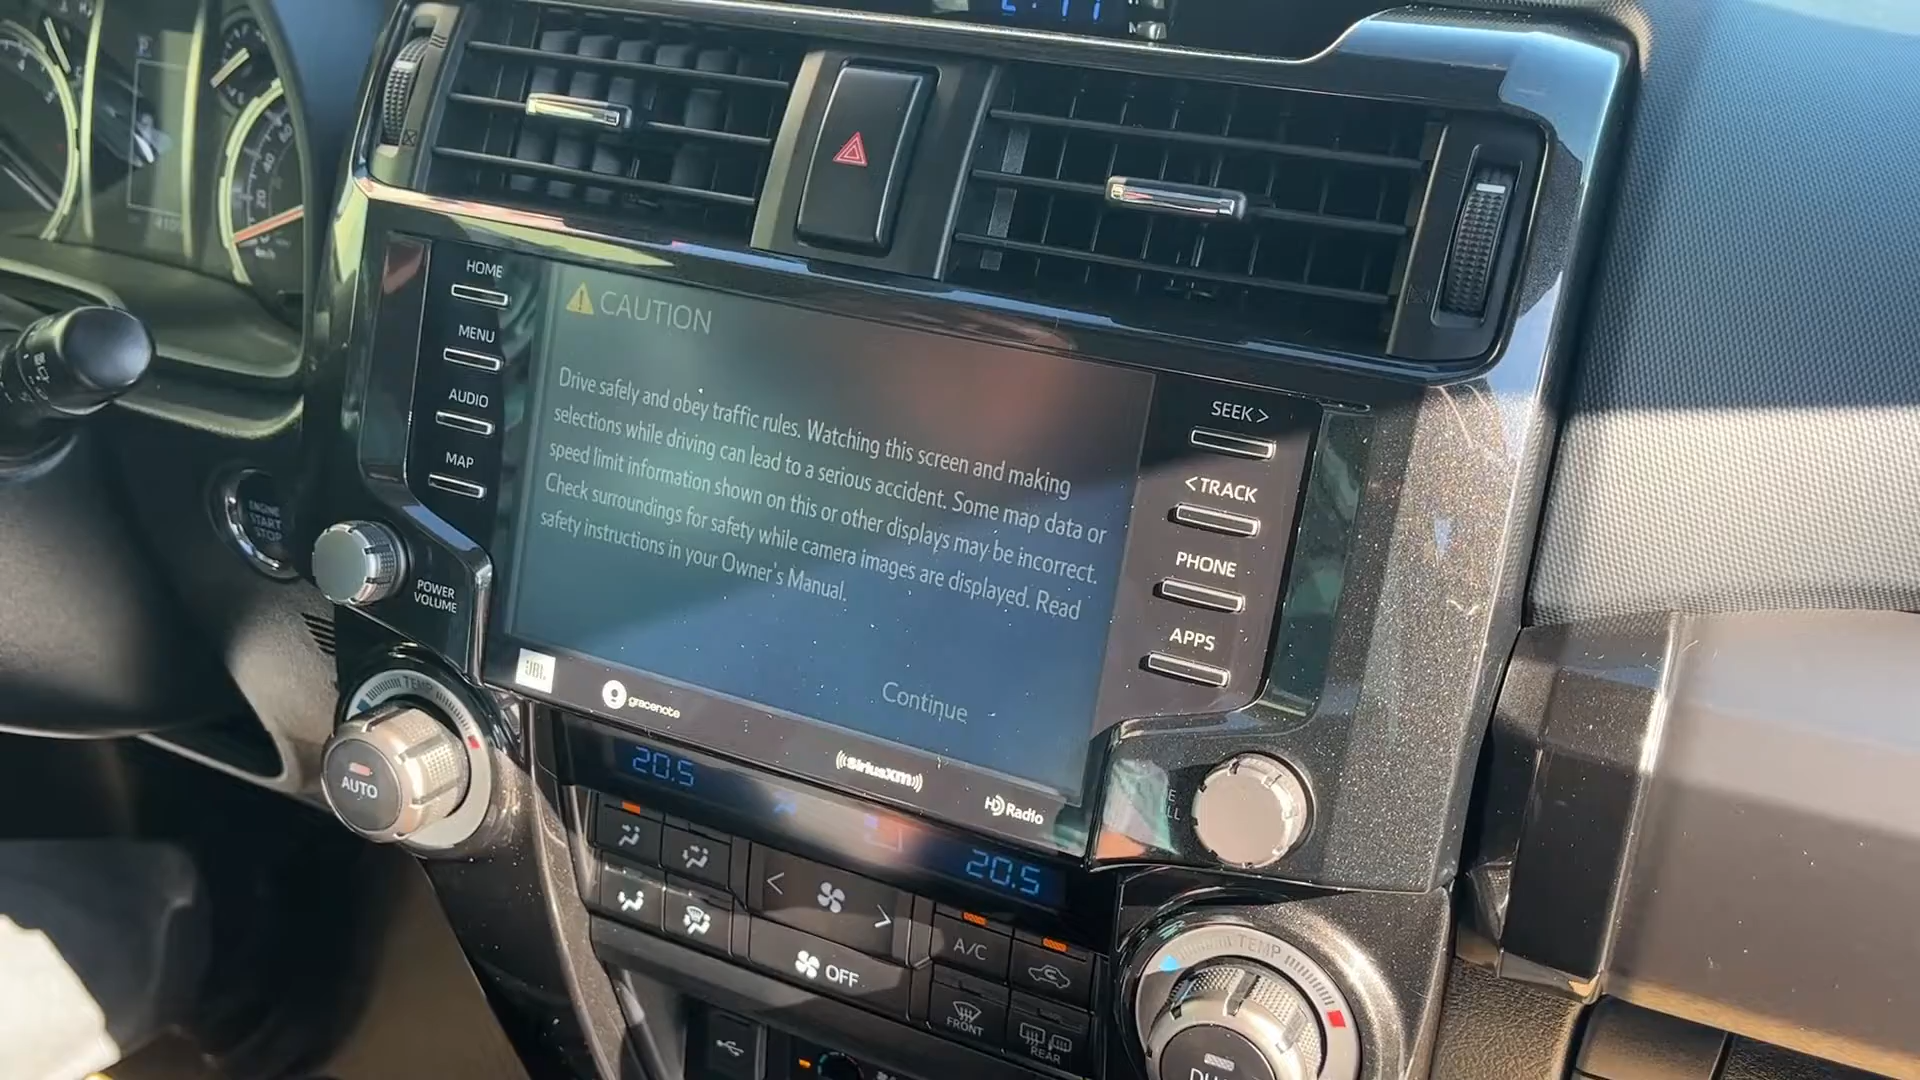 HOME
MENU
AUDIO
MAP
POWER
VOLUME
ENGINE
START
STOP
CAUTION
Drive safely and obey traffic rules. Watching this screen and making
selections while driving can lead to a serious accident. Some map data or
speed limit information shown on this or other displays may be incorrect.
Check surroundings for safety while camera images are displayed. Read
safety instructions in your Owner's Manual.
Continue
JBL
gracenote
SiriusXM
HD Radio
SEEK >
< TRACK
PHONE
APPS
TEMP
AUTO
20.5
20.5
< >
OFF
A/C
FRONT
REAR
TEMP